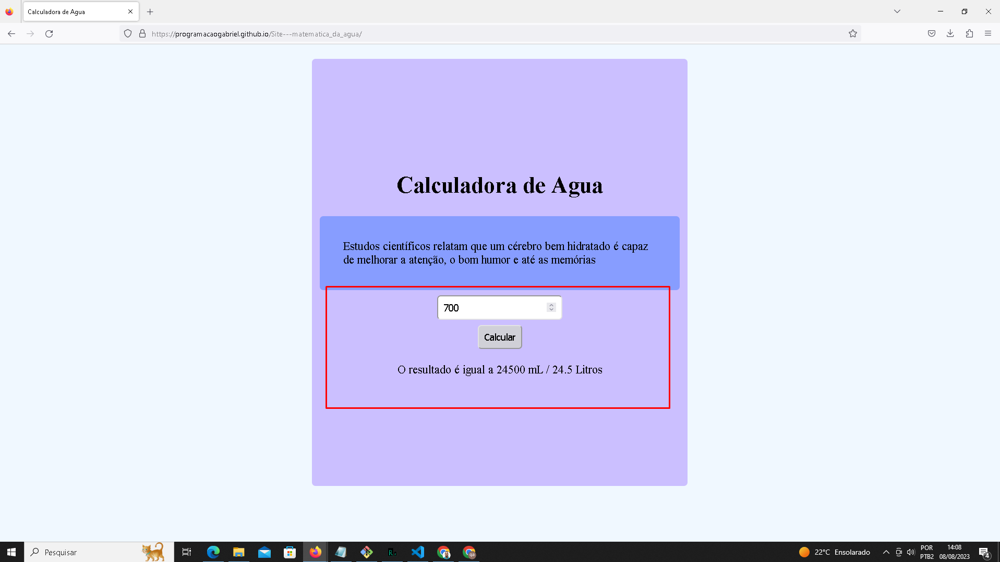 Calculadora de Agua
https://programacaogabriel.github.io/Site---matematica_da_agua/
Calculadora de Agua
Estudos científicos relatam que um cérebro bem hidratado é capaz
de melhorar a atenção, o bom humor e até as memórias
700
Calcular
O resultado é igual a 24500 mL / 24.5 Litros
Pesquisar
22°C Ensolarado
POR
PTB2
14:08
08/08/2023
4